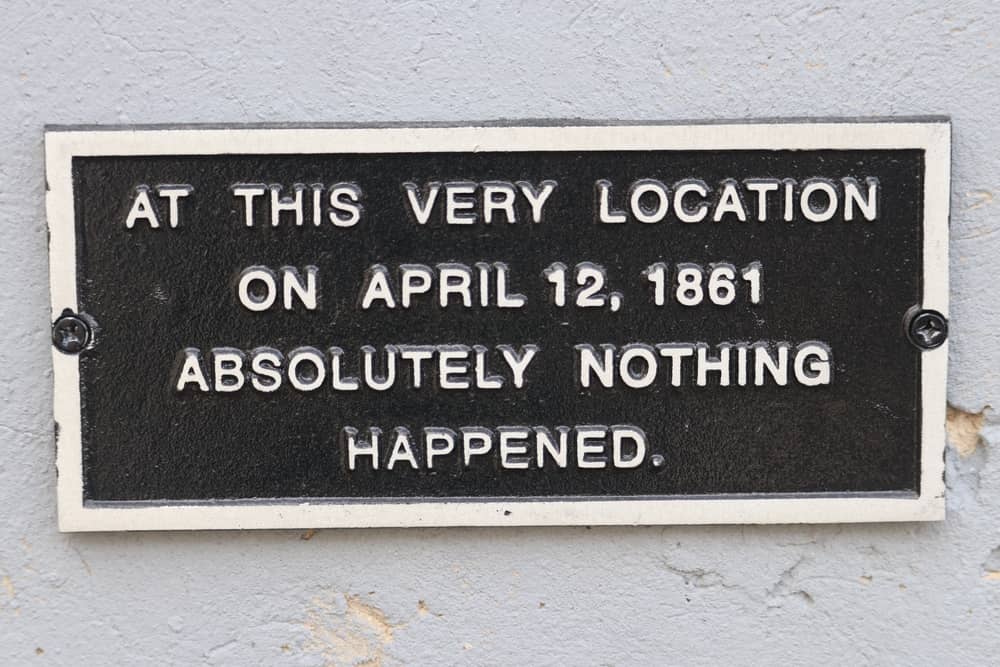 AT THIS VERY LOCATION
ON APRIL 12, 1861
ABSOLUTELY NOTHING
HAPPENED.